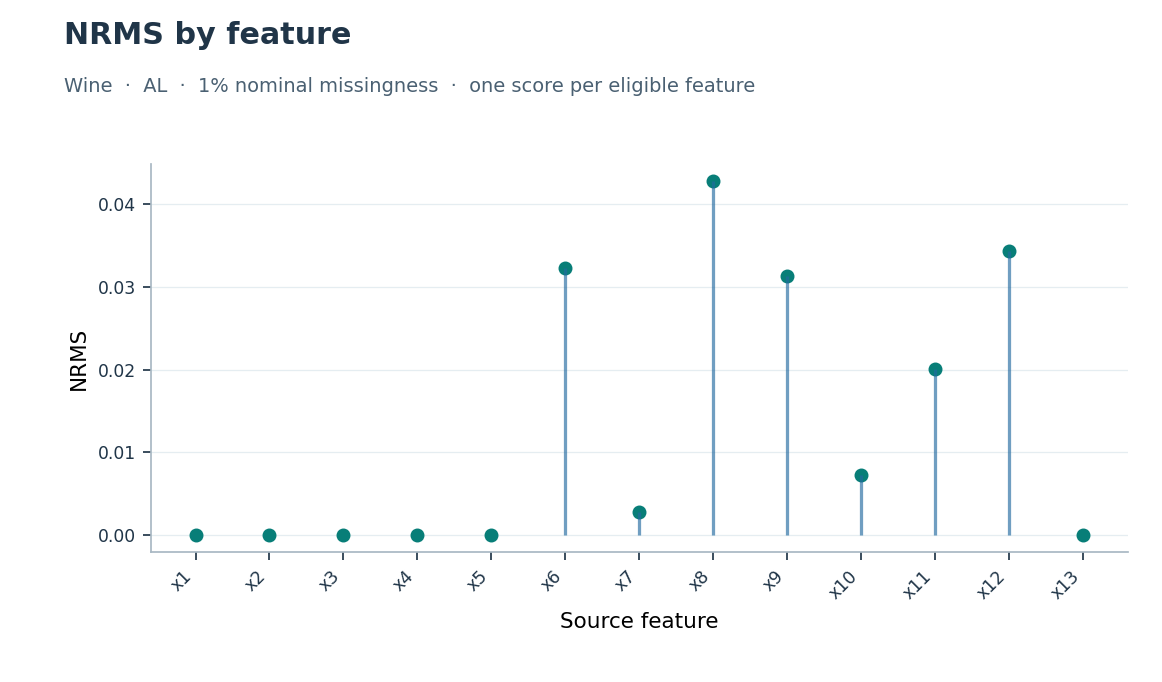 NRMS by feature
Wine · AL · 1% nominal missingness · one score per eligible feature
0.04
0.03
0.02
0.01
0.00
NRMS
x1 x2 x3 x4 x5 x6 x7 x8 x9 x10 x11 x12 x13
Source feature